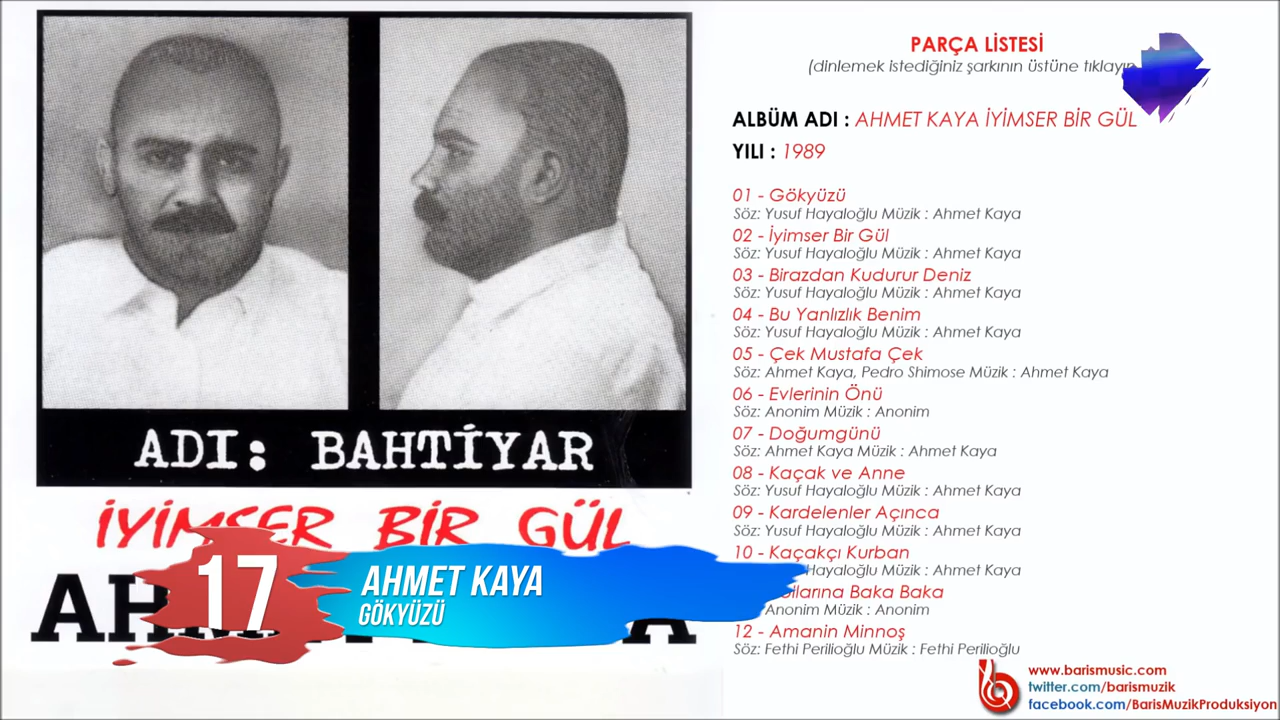 ADI: BAHTİYAR
İYİMSER BİR GÜL
17
AHMET KAYA
GÖKYÜZÜ
PARÇA LİSTESİ
(dinlemek istediğiniz şarkının üstüne tıklayın
ALBÜM ADI : AHMET KAYA İYİMSER BİR GÜL
YILI : 1989
01 - Gökyüzü
Söz: Yusuf Hayaloğlu Müzik : Ahmet Kaya
02 - İyimser Bir Gül
Söz: Yusuf Hayaloğlu Müzik : Ahmet Kaya
03 - Birazdan Kudurur Deniz
Söz: Yusuf Hayaloğlu Müzik : Ahmet Kaya
04 - Bu Yanlızlık Benim
Söz: Yusuf Hayaloğlu Müzik : Ahmet Kaya
05 - Çek Mustafa Çek
Söz: Ahmet Kaya, Pedro Shimose Müzik : Ahmet Kaya
06 - Evlerinin Önü
Söz: Anonim Müzik : Anonim
07 - Doğumgünü
Söz: Ahmet Kaya Müzik : Ahmet Kaya
08 - Kaçak ve Anne
Söz: Yusuf Hayaloğlu Müzik : Ahmet Kaya
09 - Kardelenler Açınca
Söz: Yusuf Hayaloğlu Müzik : Ahmet Kaya
10 - Kaçakçı Kurban
Hayaloğlu Müzik : Ahmet Kaya
Baka Baka
Anonim Müzik : Anonim
12 - Amanin Minnoş
Söz: Fethi Perilioğlu Müzik : Fethi Perilioğlu
www.barismusic.com
twitter.com/barismuzik
facebook.com/BarisMuzikProduksiyon